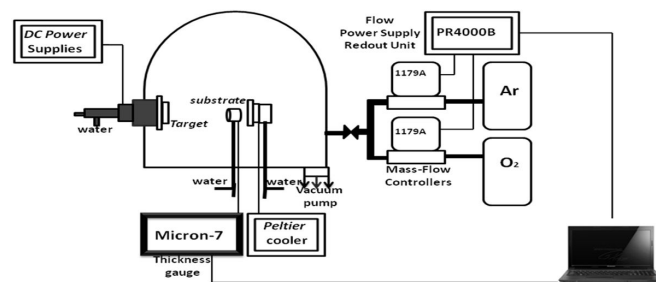 DC Power
Supplies
Flow
Power Supply
Redout Unit
PR4000B
1179A
Ar
substrate
Target
water
1179A
O₂
Mass-Flow
Controllers
water
water
Vacuum
pump
Micron-7
Peltier
cooler
Thickness
gauge